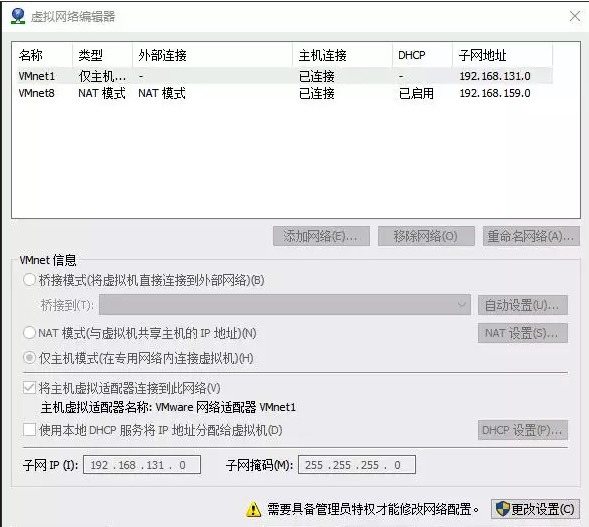 虚拟网络编辑器
名称 类型 外部连接 主机连接 DHCP 子网地址
VMnet1 仅主机... - 已连接 - 192.168.131.0
VMnet8 NAT 模式 NAT 模式 已连接 已启用 192.168.159.0
添加网络(E)... 移除网络(O) 重命名网络(A)...
VMnet 信息
桥接模式(将虚拟机直接连接到外部网络)(B)
桥接到(T): 自动设置(U)...
NAT 模式(与虚拟机共享主机的 IP 地址)(N) NAT 设置(S)...
仅主机模式(在专用网络内连接虚拟机)(H)
将主机虚拟适配器连接到此网络(V)
主机虚拟适配器名称: VMware 网络适配器 VMnet1
使用本地 DHCP 服务将 IP 地址分配给虚拟机(D) DHCP 设置(P)...
子网 IP (I): 192 .168 .131 . 0 子网掩码(M): 255 .255 .255 . 0
需要具备管理员特权才能修改网络配置。 更改设置(C)